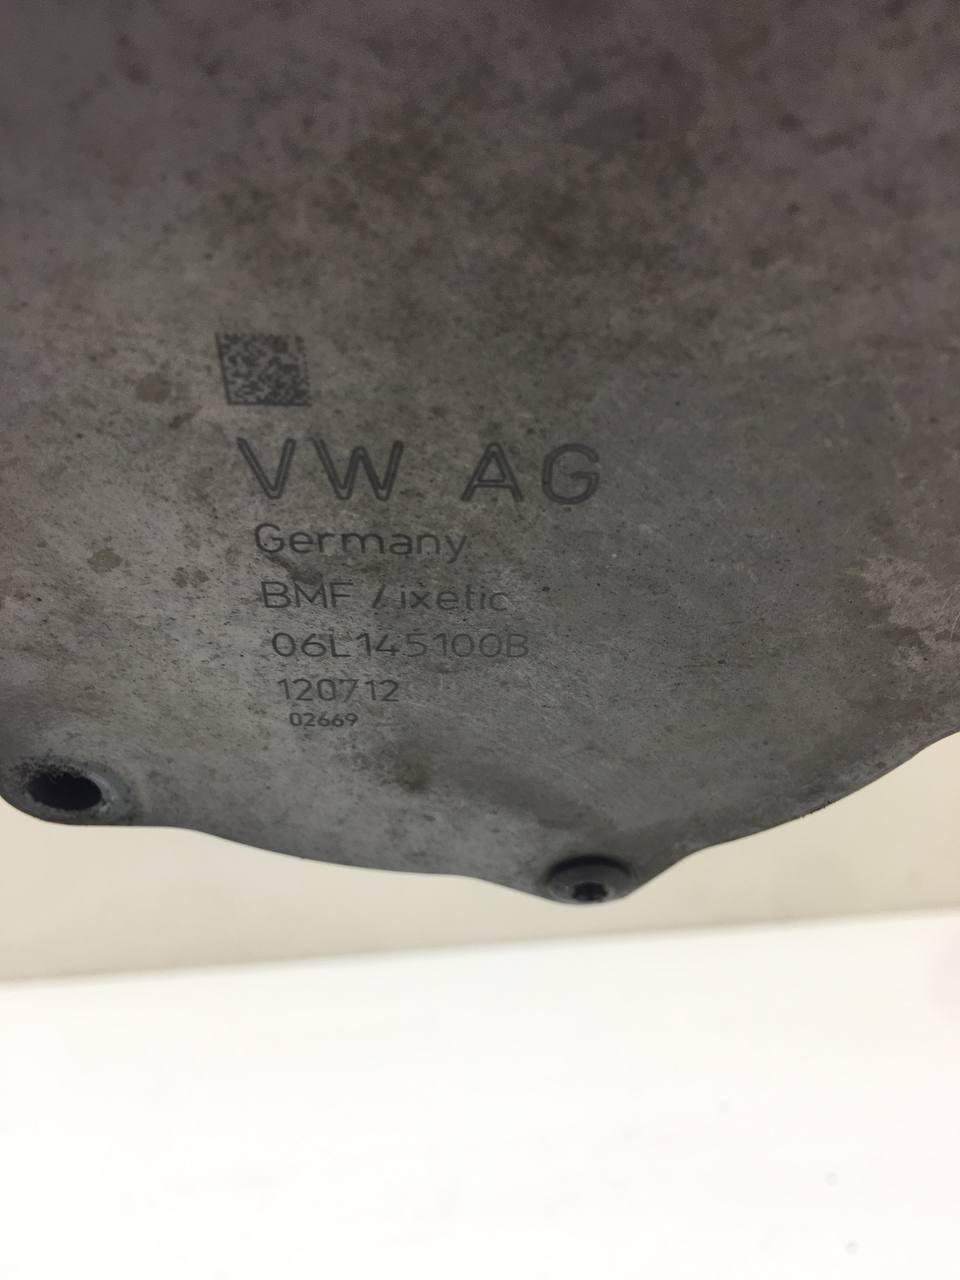 VW AG
Germany
BMF / ixetic
06L145100B
120712
02669